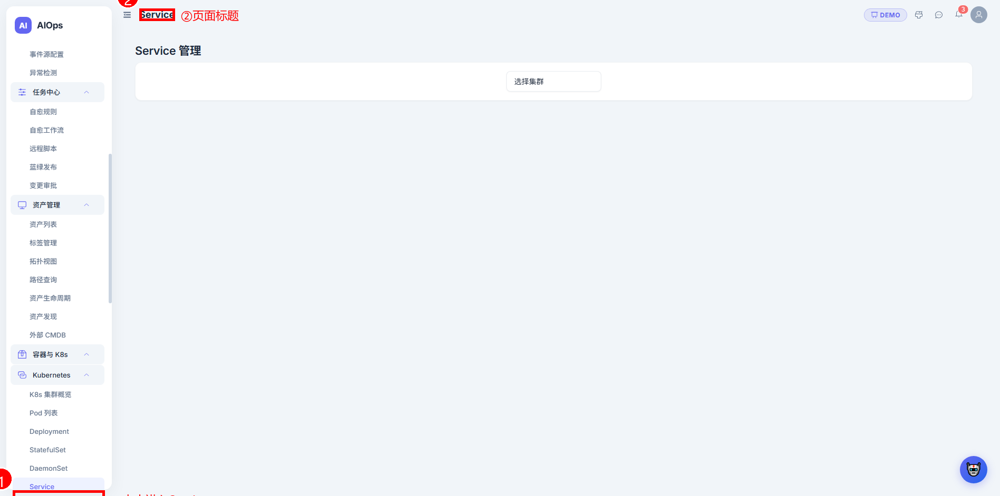 2
Service
②页面标题
DEMO
3
AI AIOps
事件源配置
异常检测
任务中心
自愈规则
自愈工作流
远程脚本
蓝绿发布
变更审批
资产管理
资产列表
标签管理
拓扑视图
路径查询
资产生命周期
资产发现
外部 CMDB
容器与 K8s
Kubernetes
K8s 集群概览
Pod 列表
Deployment
StatefulSet
DaemonSet
1
Service
Service 管理
选择集群